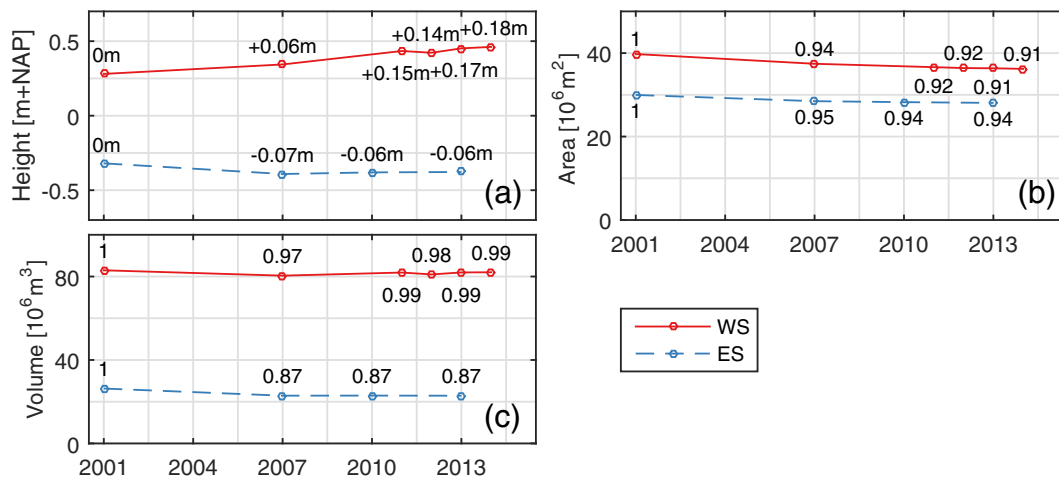 Height [m+NAP]
0.5
0
-0.5
0m
+0.06m
+0.14m
+0.18m
+0.15m
+0.17m
0m
-0.07m
-0.06m
-0.06m
(a)
Area [10⁶ m²]
40
20
0
1
0.94
0.92
0.91
0.92
0.91
1
0.95
0.94
0.94
(b)
2001
2004
2007
2010
2013
Volume [10⁶ m³]
80
40
0
1
0.97
0.98
0.99
0.99
0.99
1
0.87
0.87
0.87
(c)
2001
2004
2007
2010
2013
WS
ES